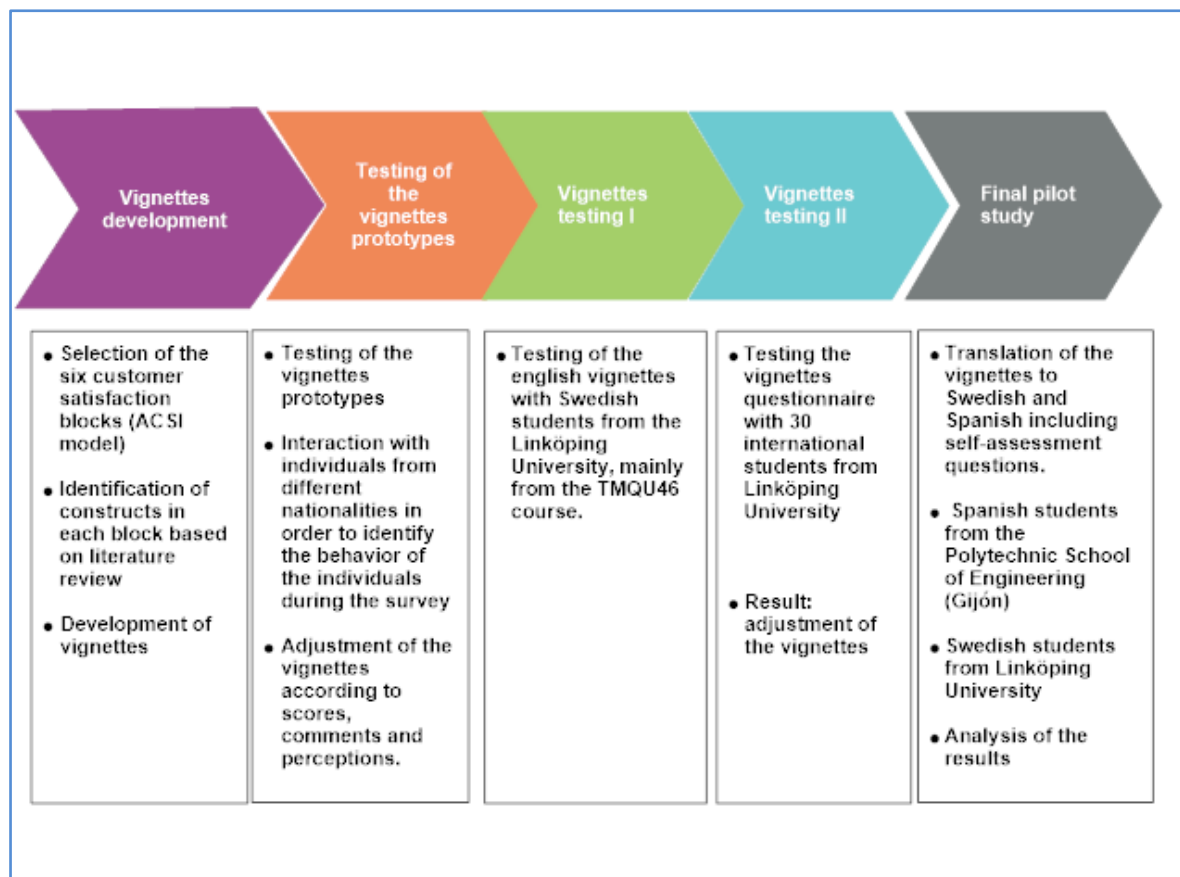 Vignettes
development
Testing of
the
vignettes
prototypes
Vignettes
testing I
Vignettes
testing II
Final pilot
study
● Selection of the
six customer
satisfaction
blocks (ACSI
model)
● Identification of
constructs in
each block based
on literature
review
● Development of
vignettes
● Testing of the
vignettes
prototypes
● Interaction with
individuals from
different
nationalities in
order to identify
the behavior of
the individuals
during the survey
● Adjustment of the
vignettes
according to
scores,
comments and
perceptions.
● Testing of the
english vignettes
with Swedish
students from the
Linköping
University, mainly
from the TMQU46
course.
● Testing the
vignettes
questionnaire
with 30
international
students from
Linköping
University
● Result:
adjustment of
the vignettes
● Translation of the
vignettes to
Swedish and
Spanish including
self-assessment
questions.
● Spanish students
from the
Polytechnic School
of Engineering
(Gijón)
● Swedish students
from Linköping
University
● Analysis of the
results